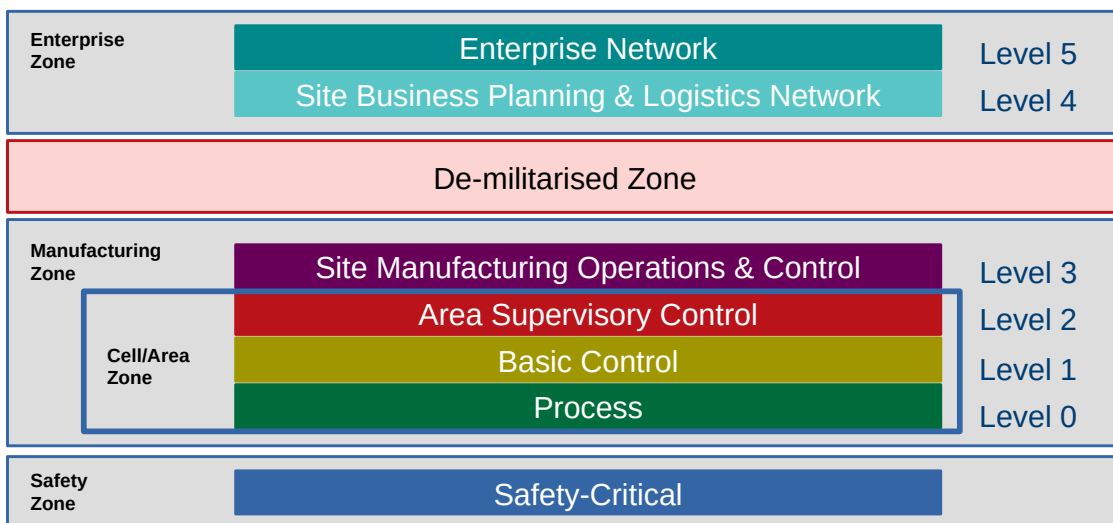 Enterprise
Zone
Enterprise Network
Level 5
Site Business Planning & Logistics Network
Level 4
De-militarised Zone
Manufacturing
Zone
Site Manufacturing Operations & Control
Level 3
Area Supervisory Control
Level 2
Cell/Area
Zone
Basic Control
Level 1
Process
Level 0
Safety
Zone
Safety-Critical